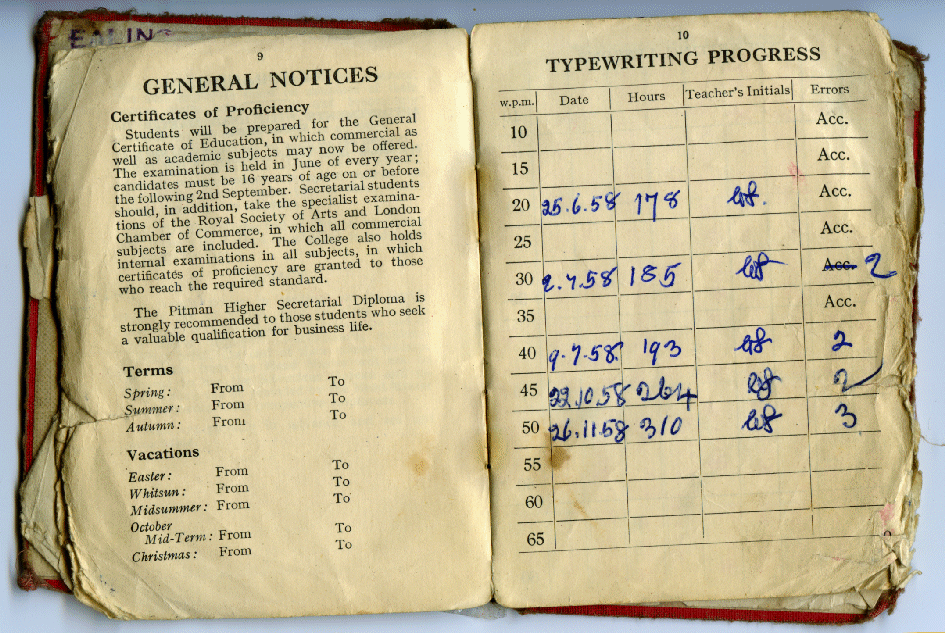 EALING
9
GENERAL NOTICES
Certificates of Proficiency
Students will be prepared for the General
Certificate of Education, in which commercial as
well as academic subjects may now be offered.
The examination is held in June of every year;
candidates must be 16 years of age on or before
the following 2nd September. Secretarial students
should, in addition, take the specialist examina-
tions of the Royal Society of Arts and London
Chamber of Commerce, in which all commercial
subjects are included. The College also holds
internal examinations in all subjects, in which
certificates of proficiency are granted to those
who reach the required standard.
The Pitman Higher Secretarial Diploma is
strongly recommended to those students who seek
a valuable qualification for business life.
Terms
Spring: From To
Summer: From To
Autumn: From To
Vacations
Easter: From To
Whitsun: From To
Midsummer: From To
October
Mid-Term: From To
Christmas: From To
10
TYPEWRITING PROGRESS
w.p.m. Date Hours Teacher's Initials Errors
10 Acc.
15 Acc.
20 25.6.58 178 Acc.
25 Acc.
30 2.7.58 185 Acc. 2
35 Acc.
40 9.7.58 193 2
45 22.10.58 264 2
50 26.11.58 310 3
55
60
65